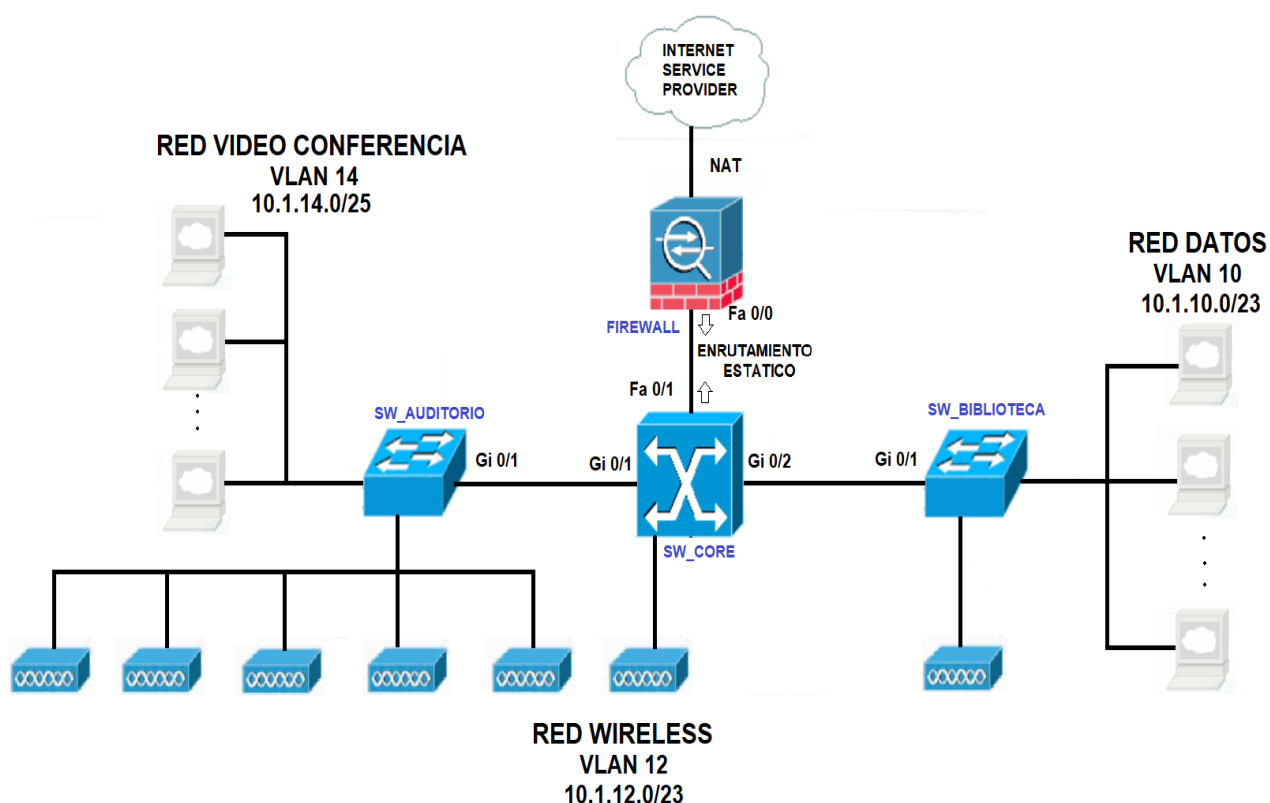 INTERNET
SERVICE
PROVIDER
NAT
RED VIDEO CONFERENCIA
VLAN 14
10.1.14.0/25
RED DATOS
VLAN 10
10.1.10.0/23
FIREWALL
Fa 0/0
ENRUTAMIENTO
ESTATICO
Fa 0/1
SW_AUDITORIO
Gi 0/1
Gi 0/1
Gi 0/2
Gi 0/1
SW_BIBLIOTECA
SW_CORE
RED WIRELESS
VLAN 12
10.1.12.0/23